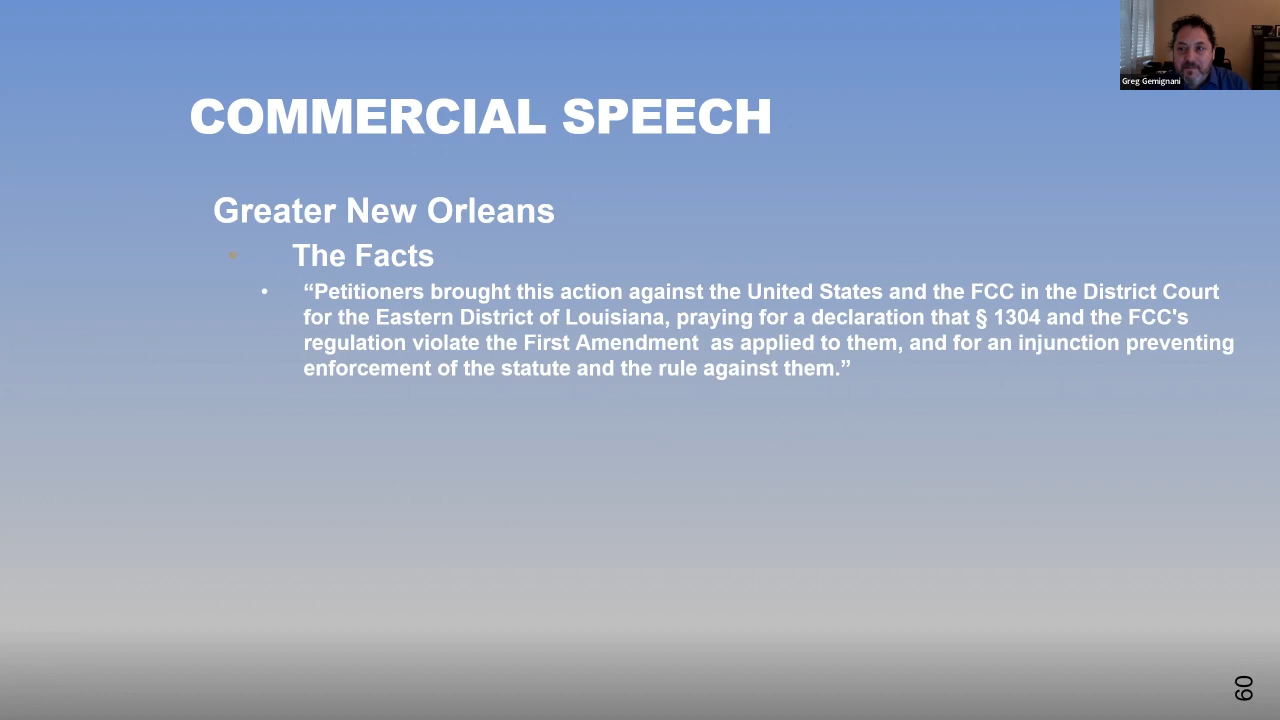 Greg Gemignani
COMMERCIAL SPEECH
Greater New Orleans
• The Facts
• “Petitioners brought this action against the United States and the FCC in the District Court
for the Eastern District of Louisiana, praying for a declaration that § 1304 and the FCC's
regulation violate the First Amendment  as applied to them, and for an injunction preventing
enforcement of the statute and the rule against them.”
60